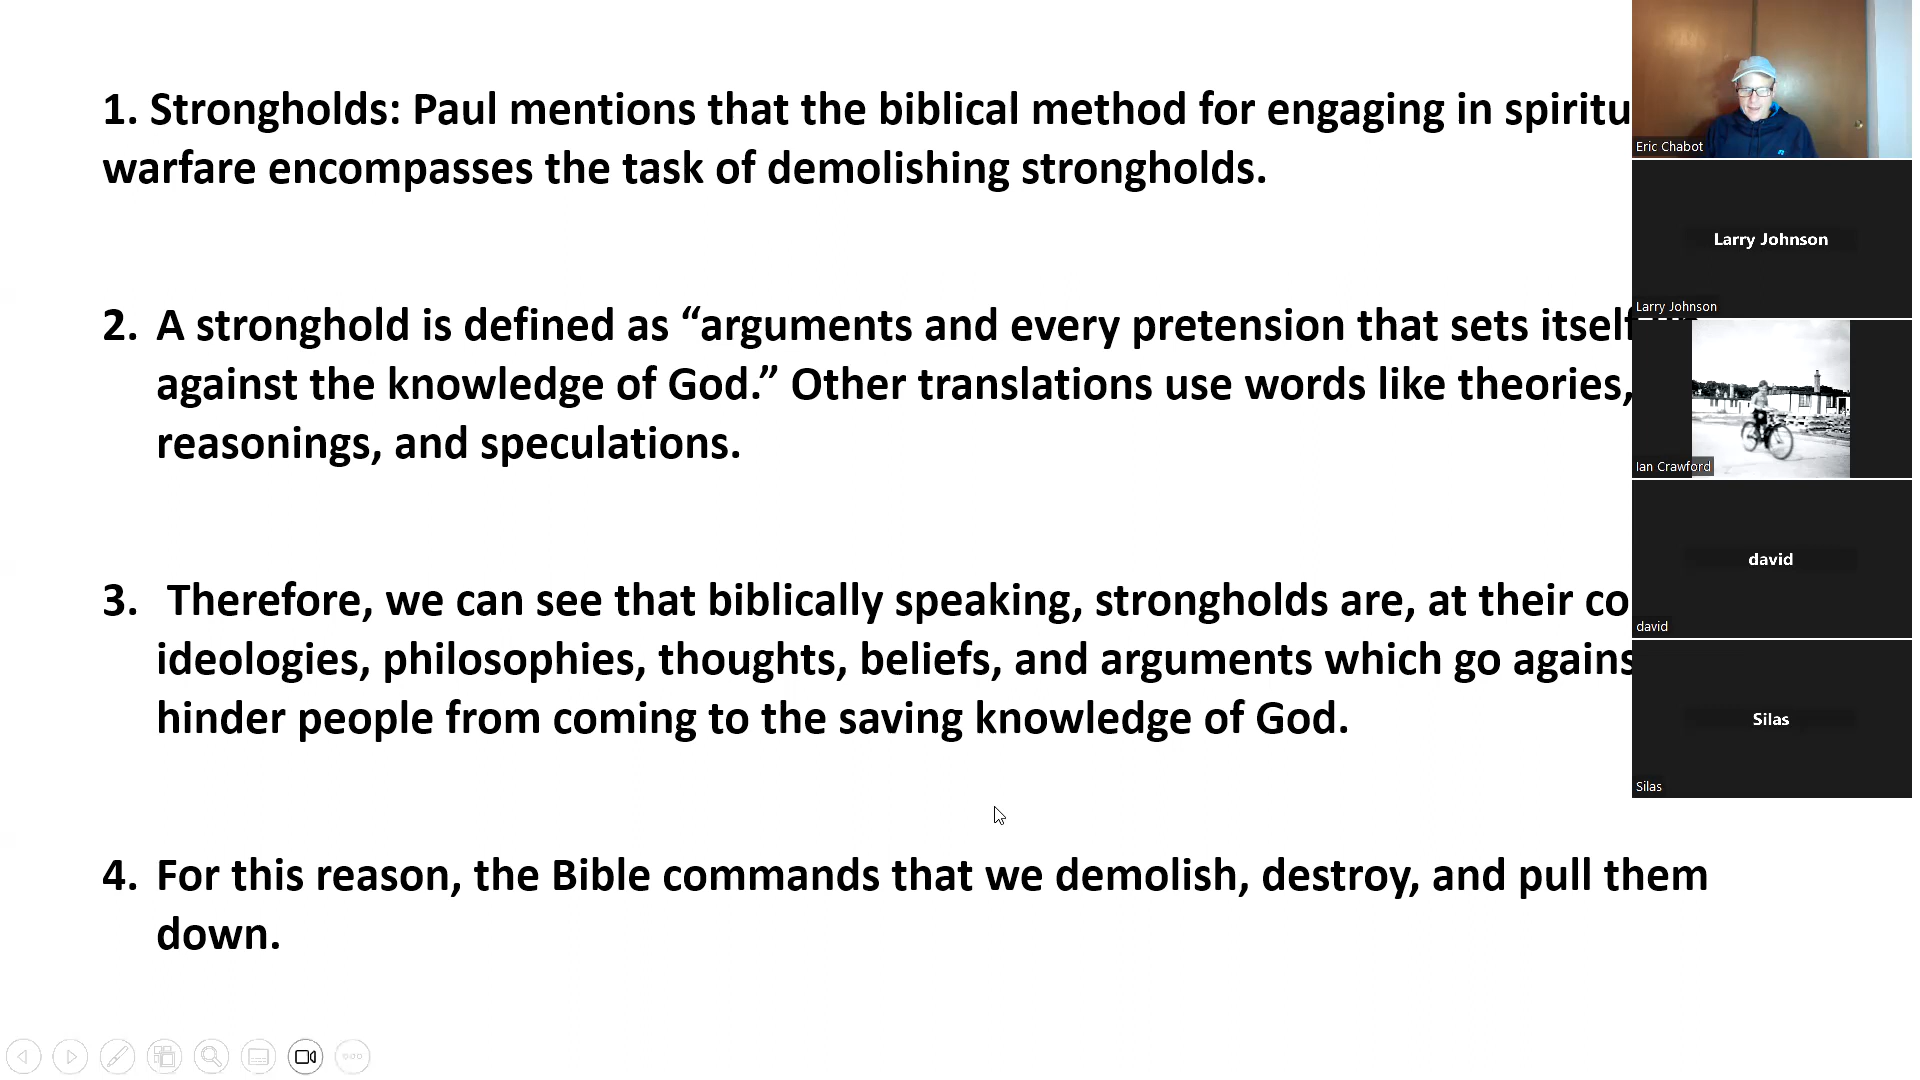 1. Strongholds: Paul mentions that the biblical method for engaging in spiritu
warfare encompasses the task of demolishing strongholds.
2. A stronghold is defined as “arguments and every pretension that sets itself
against the knowledge of God.” Other translations use words like theories,
reasonings, and speculations.
3. Therefore, we can see that biblically speaking, strongholds are, at their co
ideologies, philosophies, thoughts, beliefs, and arguments which go agains
hinder people from coming to the saving knowledge of God.
4. For this reason, the Bible commands that we demolish, destroy, and pull them
down.
Eric Chabot
Larry Johnson
Larry Johnson
Ian Crawford
david
david
Silas
Silas